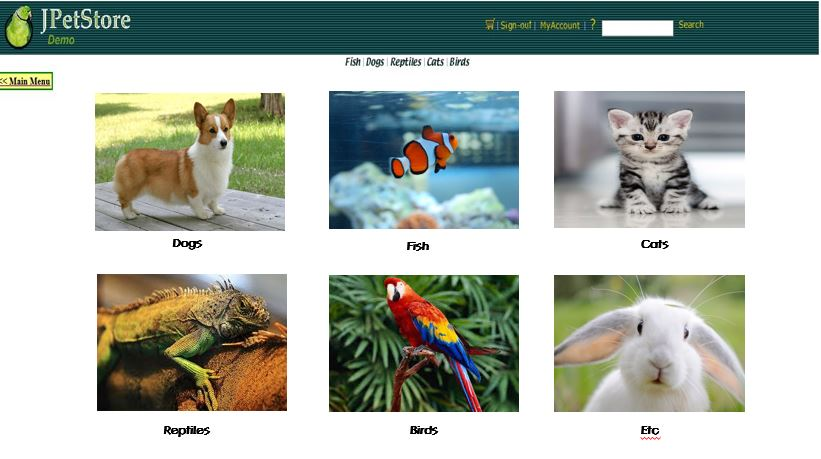 JPetStore
Demo
| Sign-out | MyAccount | ? Search
Fish | Dogs | Reptiles | Cats | Birds
<< Main Menu
Dogs
Fish
Cats
Reptiles
Birds
Etc